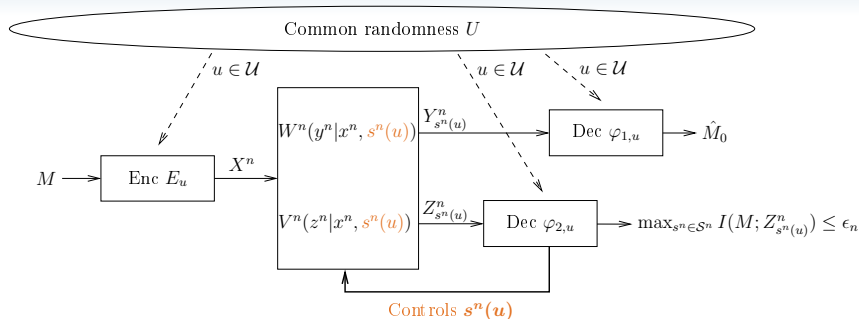 Common randomness U
u ∈ 𝒰
u ∈ 𝒰
u ∈ 𝒰
M
Enc E_u
X^n
W^n(y^n|x^n, s^n(u))
Y^n_{s^n(u)}
Dec φ_{1,u}
M̂_0
V^n(z^n|x^n, s^n(u))
Z^n_{s^n(u)}
Dec φ_{2,u}
max_{s^n∈𝒮^n} I(M; Z^n_{s^n(u)}) ≤ ϵ_n
Controls s^n(u)